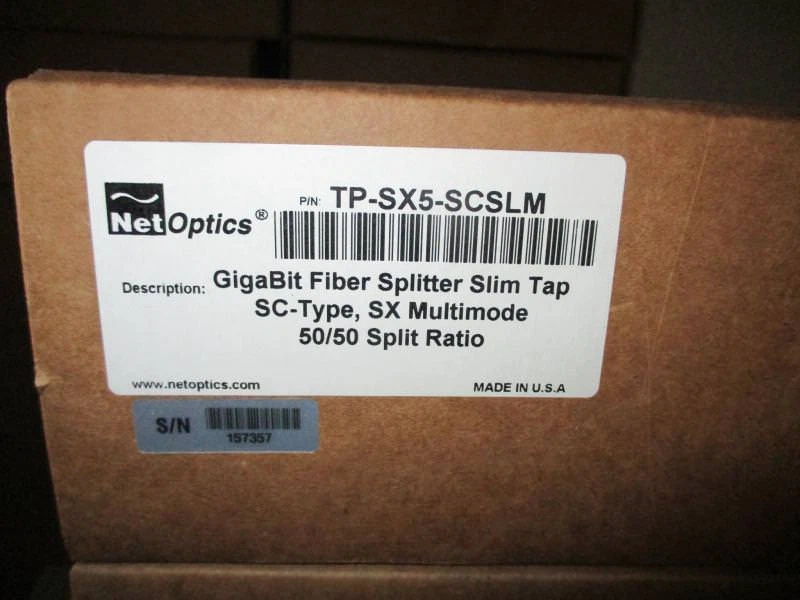 NetOptics®
P/N: TP-SX5-SCSLM
Description: GigaBit Fiber Splitter Slim Tap
SC-Type, SX Multimode
50/50 Split Ratio
www.netoptics.com MADE IN U.S.A
S/N
157357